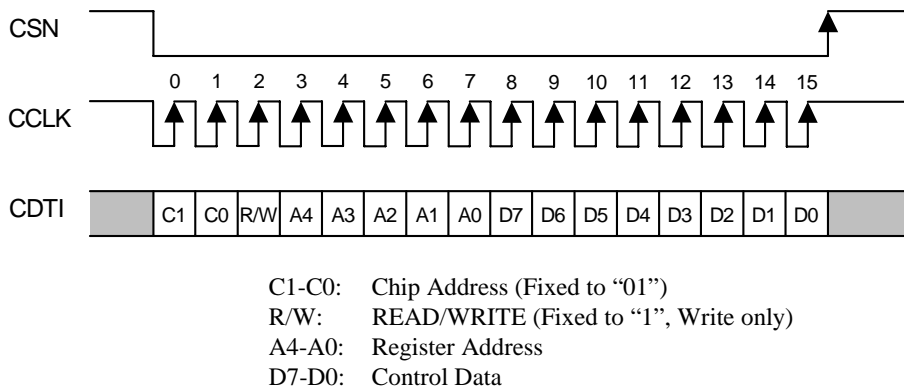 CSN
0 1 2 3 4 5 6 7 8 9 10 11 12 13 14 15
CCLK
CDTI C1 C0 R/W A4 A3 A2 A1 A0 D7 D6 D5 D4 D3 D2 D1 D0
C1-C0: Chip Address (Fixed to “01”)
R/W: READ/WRITE (Fixed to “1”, Write only)
A4-A0: Register Address
D7-D0: Control Data